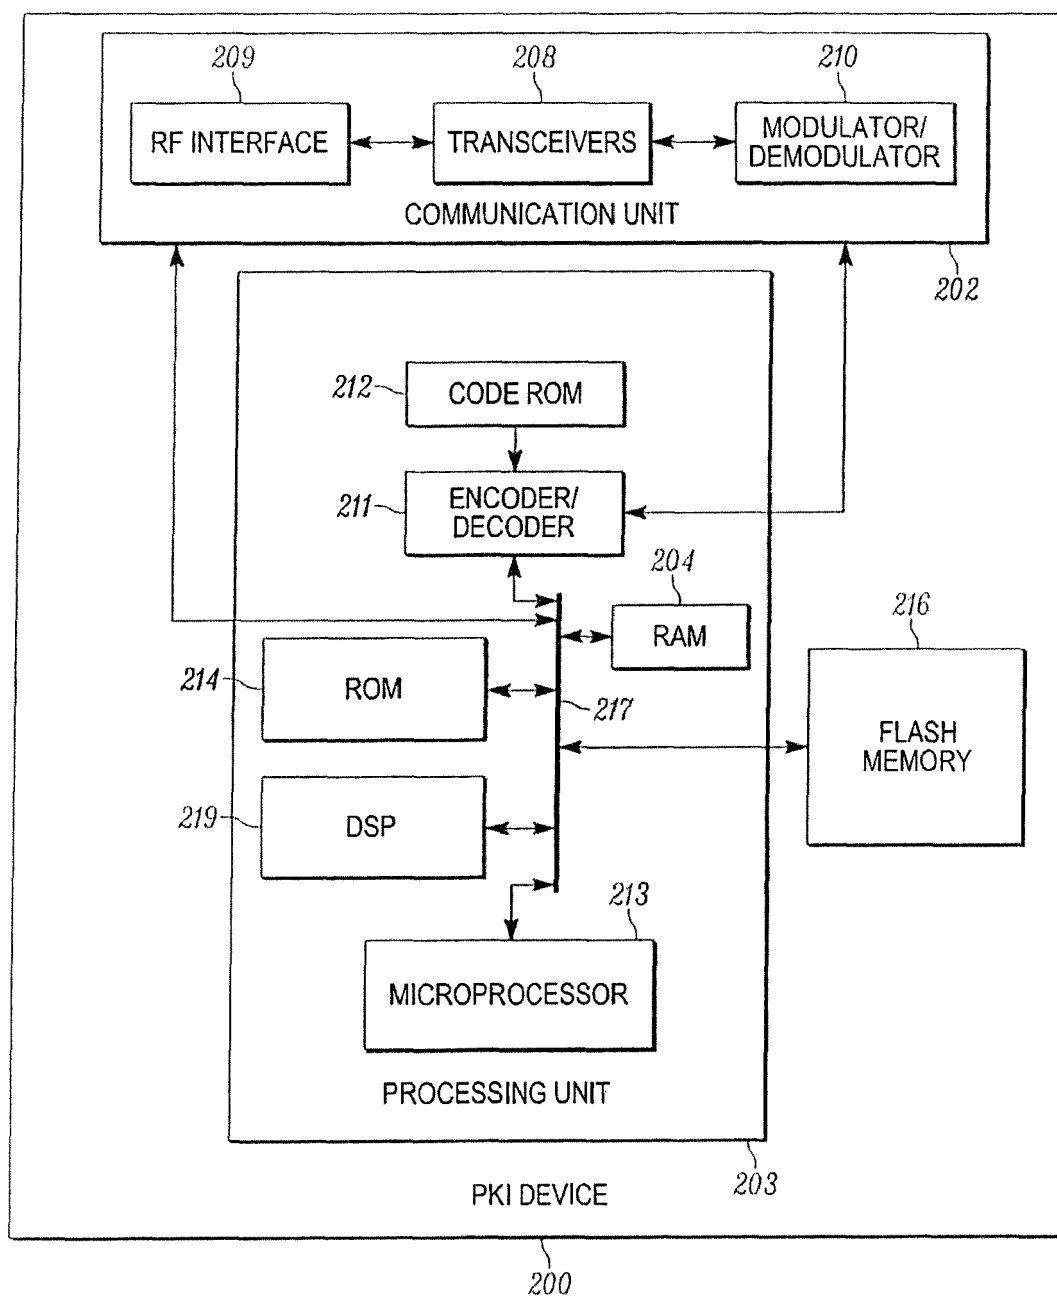 209
208
210
RF INTERFACE
TRANSCEIVERS
MODULATOR/
DEMODULATOR
COMMUNICATION UNIT
202
212
CODE ROM
211
ENCODER/
DECODER
204
RAM
216
214
ROM
217
FLASH
MEMORY
219
DSP
213
MICROPROCESSOR
PROCESSING UNIT
203
PKI DEVICE
200